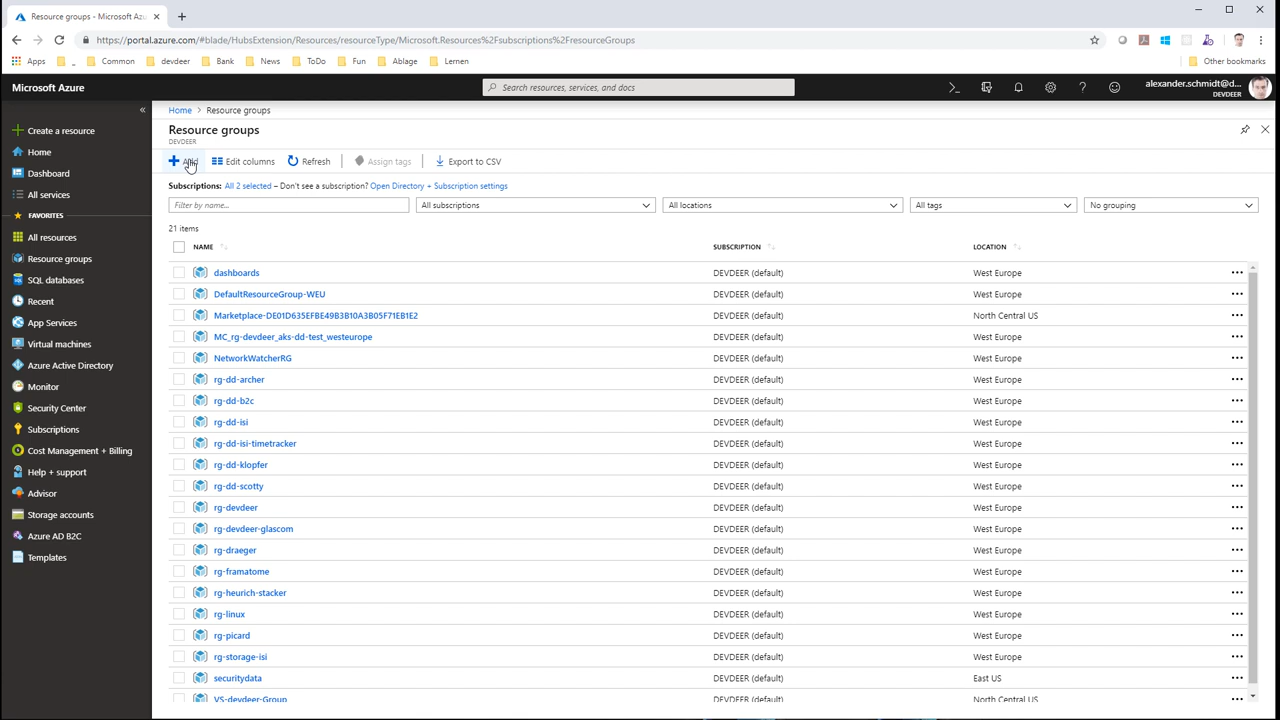 Resource groups - Microsoft Azu
https://portal.azure.com/#blade/HubsExtension/Resources/resourceType/Microsoft.Resources%2Fsubscriptions%2FresourceGroups
Apps _ Common devdeer Bank News ToDo Fun Ablage Lernen Other bookmarks
Microsoft Azure
Search resources, services, and docs
alexander.schmidt@d...
DEVDEER
Create a resource
Home
Dashboard
All services
FAVORITES
All resources
Resource groups
SQL databases
Recent
App Services
Virtual machines
Azure Active Directory
Monitor
Security Center
Subscriptions
Cost Management + Billing
Help + support
Advisor
Storage accounts
Azure AD B2C
Templates
Home > Resource groups
Resource groups
DEVDEER
Add Edit columns Refresh Assign tags Export to CSV
Subscriptions: All 2 selected – Don't see a subscription? Open Directory + Subscription settings
Filter by name... All subscriptions All locations All tags No grouping
21 items
NAME SUBSCRIPTION LOCATION
dashboards DEVDEER (default) West Europe
DefaultResourceGroup-WEU DEVDEER (default) West Europe
Marketplace-DE01D635EFBE49B3B10A3B05F71EB1E2 DEVDEER (default) North Central US
MC_rg-devdeer_aks-dd-test_westeurope DEVDEER (default) West Europe
NetworkWatcherRG DEVDEER (default) West Europe
rg-dd-archer DEVDEER (default) West Europe
rg-dd-b2c DEVDEER (default) West Europe
rg-dd-isi DEVDEER (default) West Europe
rg-dd-isi-timetracker DEVDEER (default) West Europe
rg-dd-klopfer DEVDEER (default) West Europe
rg-dd-scotty DEVDEER (default) West Europe
rg-devdeer DEVDEER (default) West Europe
rg-devdeer-glascom DEVDEER (default) West Europe
rg-draeger DEVDEER (default) West Europe
rg-framatome DEVDEER (default) West Europe
rg-heurich-stacker DEVDEER (default) West Europe
rg-linux DEVDEER (default) West Europe
rg-picard DEVDEER (default) West Europe
rg-storage-isi DEVDEER (default) West Europe
securitydata DEVDEER (default) East US
VS-devdeer-Group DEVDEER (default) North Central US